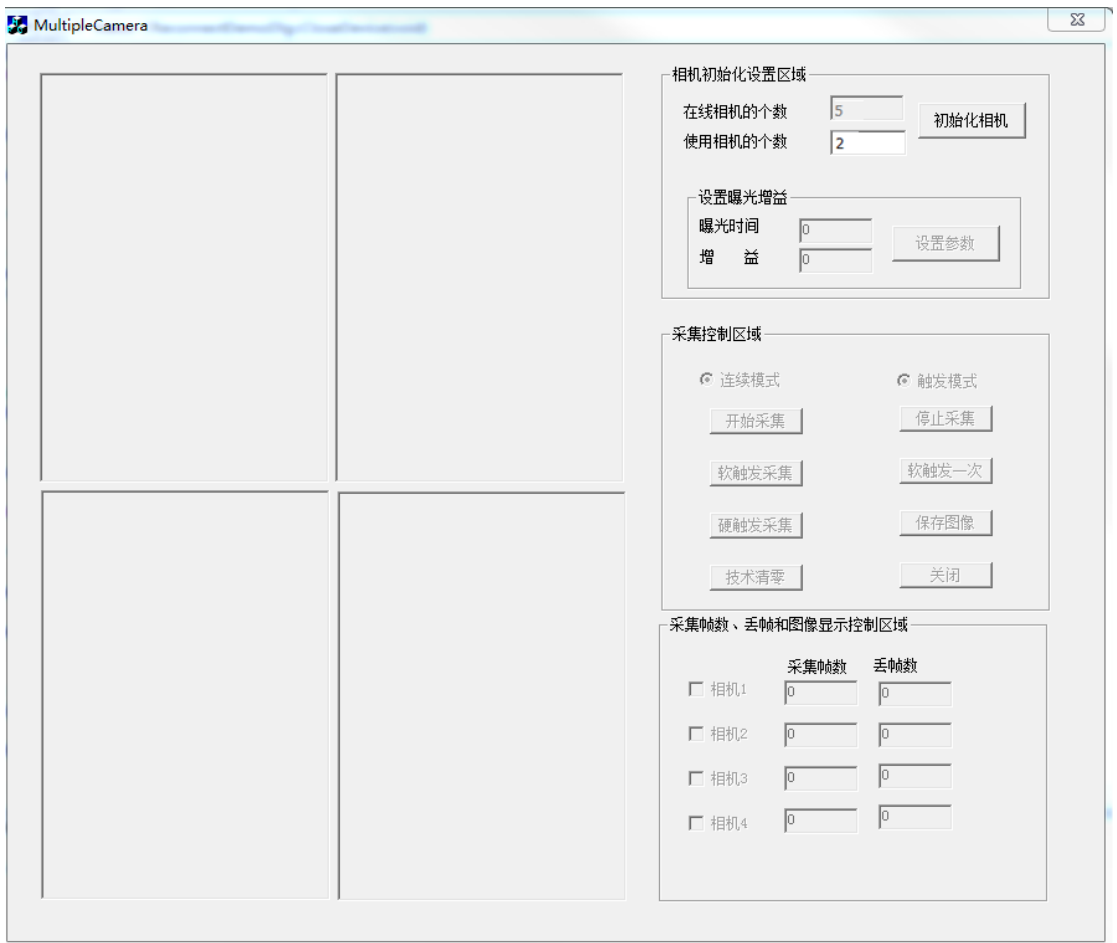 MultipleCamera
相机初始化设置区域
在线相机的个数 5
初始化相机
使用相机的个数 2
设置曝光增益
曝光时间 0
设置参数
增 益 0
采集控制区域
连续模式 触发模式
开始采集 停止采集
软触发采集 软触发一次
硬触发采集 保存图像
技术清零 关闭
采集帧数、丢帧和图像显示控制区域
采集帧数 丢帧数
相机1 0 0
相机2 0 0
相机3 0 0
相机4 0 0